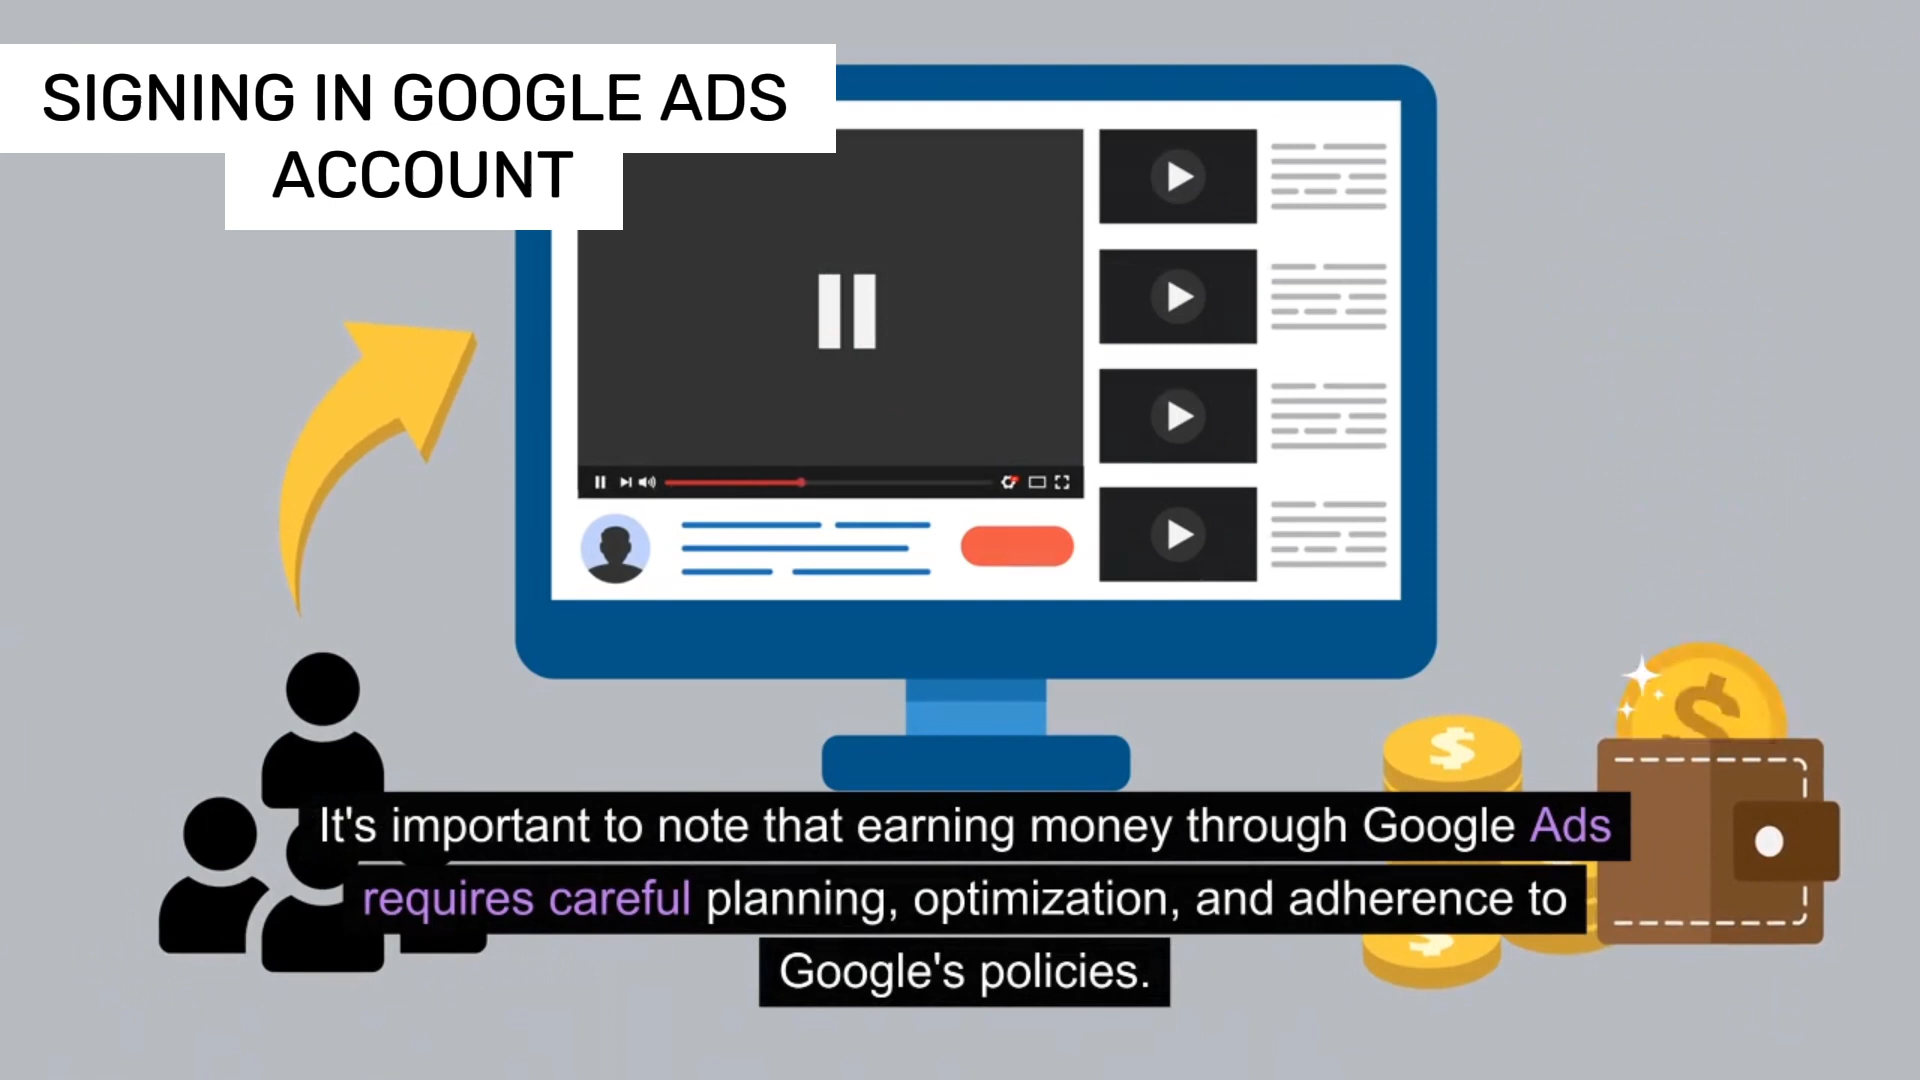 SIGNING IN GOOGLE ADS
ACCOUNT
It's important to note that earning money through Google Ads
requires careful planning, optimization, and adherence to
Google's policies.